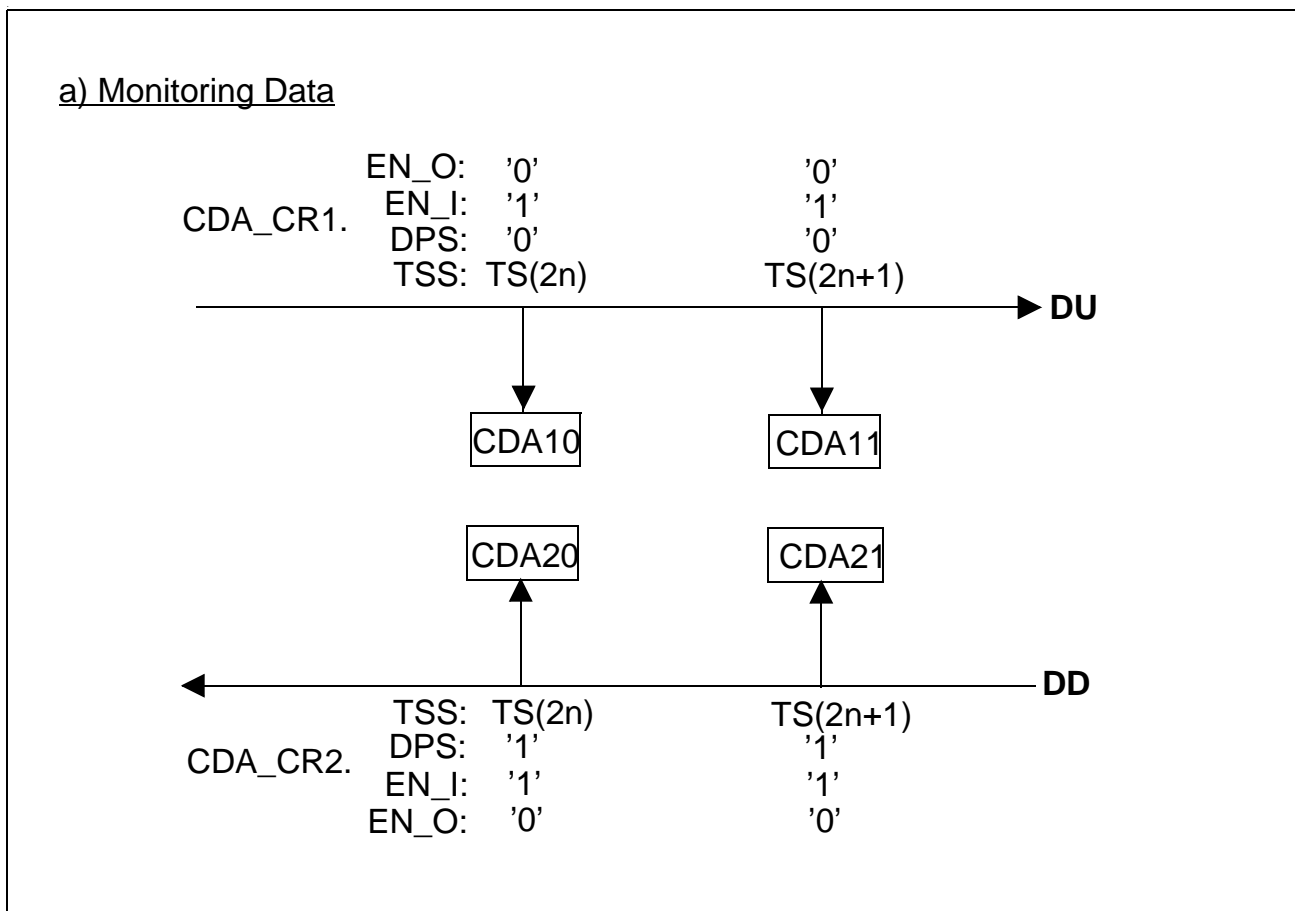 a) Monitoring Data
EN_O: ’0’ ’0’
CDA_CR1. EN_I: ’1’ ’1’
DPS: ’0’ ’0’
TSS: TS(2n) TS(2n+1)
DU
CDA10 CDA11
CDA20 CDA21
DD
TSS: TS(2n) TS(2n+1)
CDA_CR2. DPS: ’1’ ’1’
EN_I: ’1’ ’1’
EN_O: ’0’ ’0’